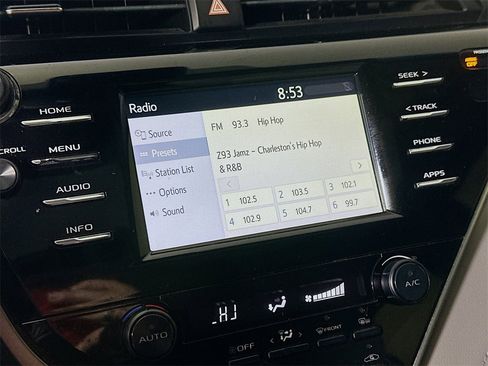 8:53
Radio
Source
Presets
Station List
Options
Sound
FM 93.3 Hip Hop
Z93 Jamz - Charleston's Hip Hop
& R&B
1 102.5 2 103.5 3 102.1
4 102.9 5 104.7 6 99.7
HOME
SCROLL
MENU
AUDIO
INFO
SEEK >
< TRACK
PHONE
APPS
OFF
A/C
AUTO
OFF
FRONT